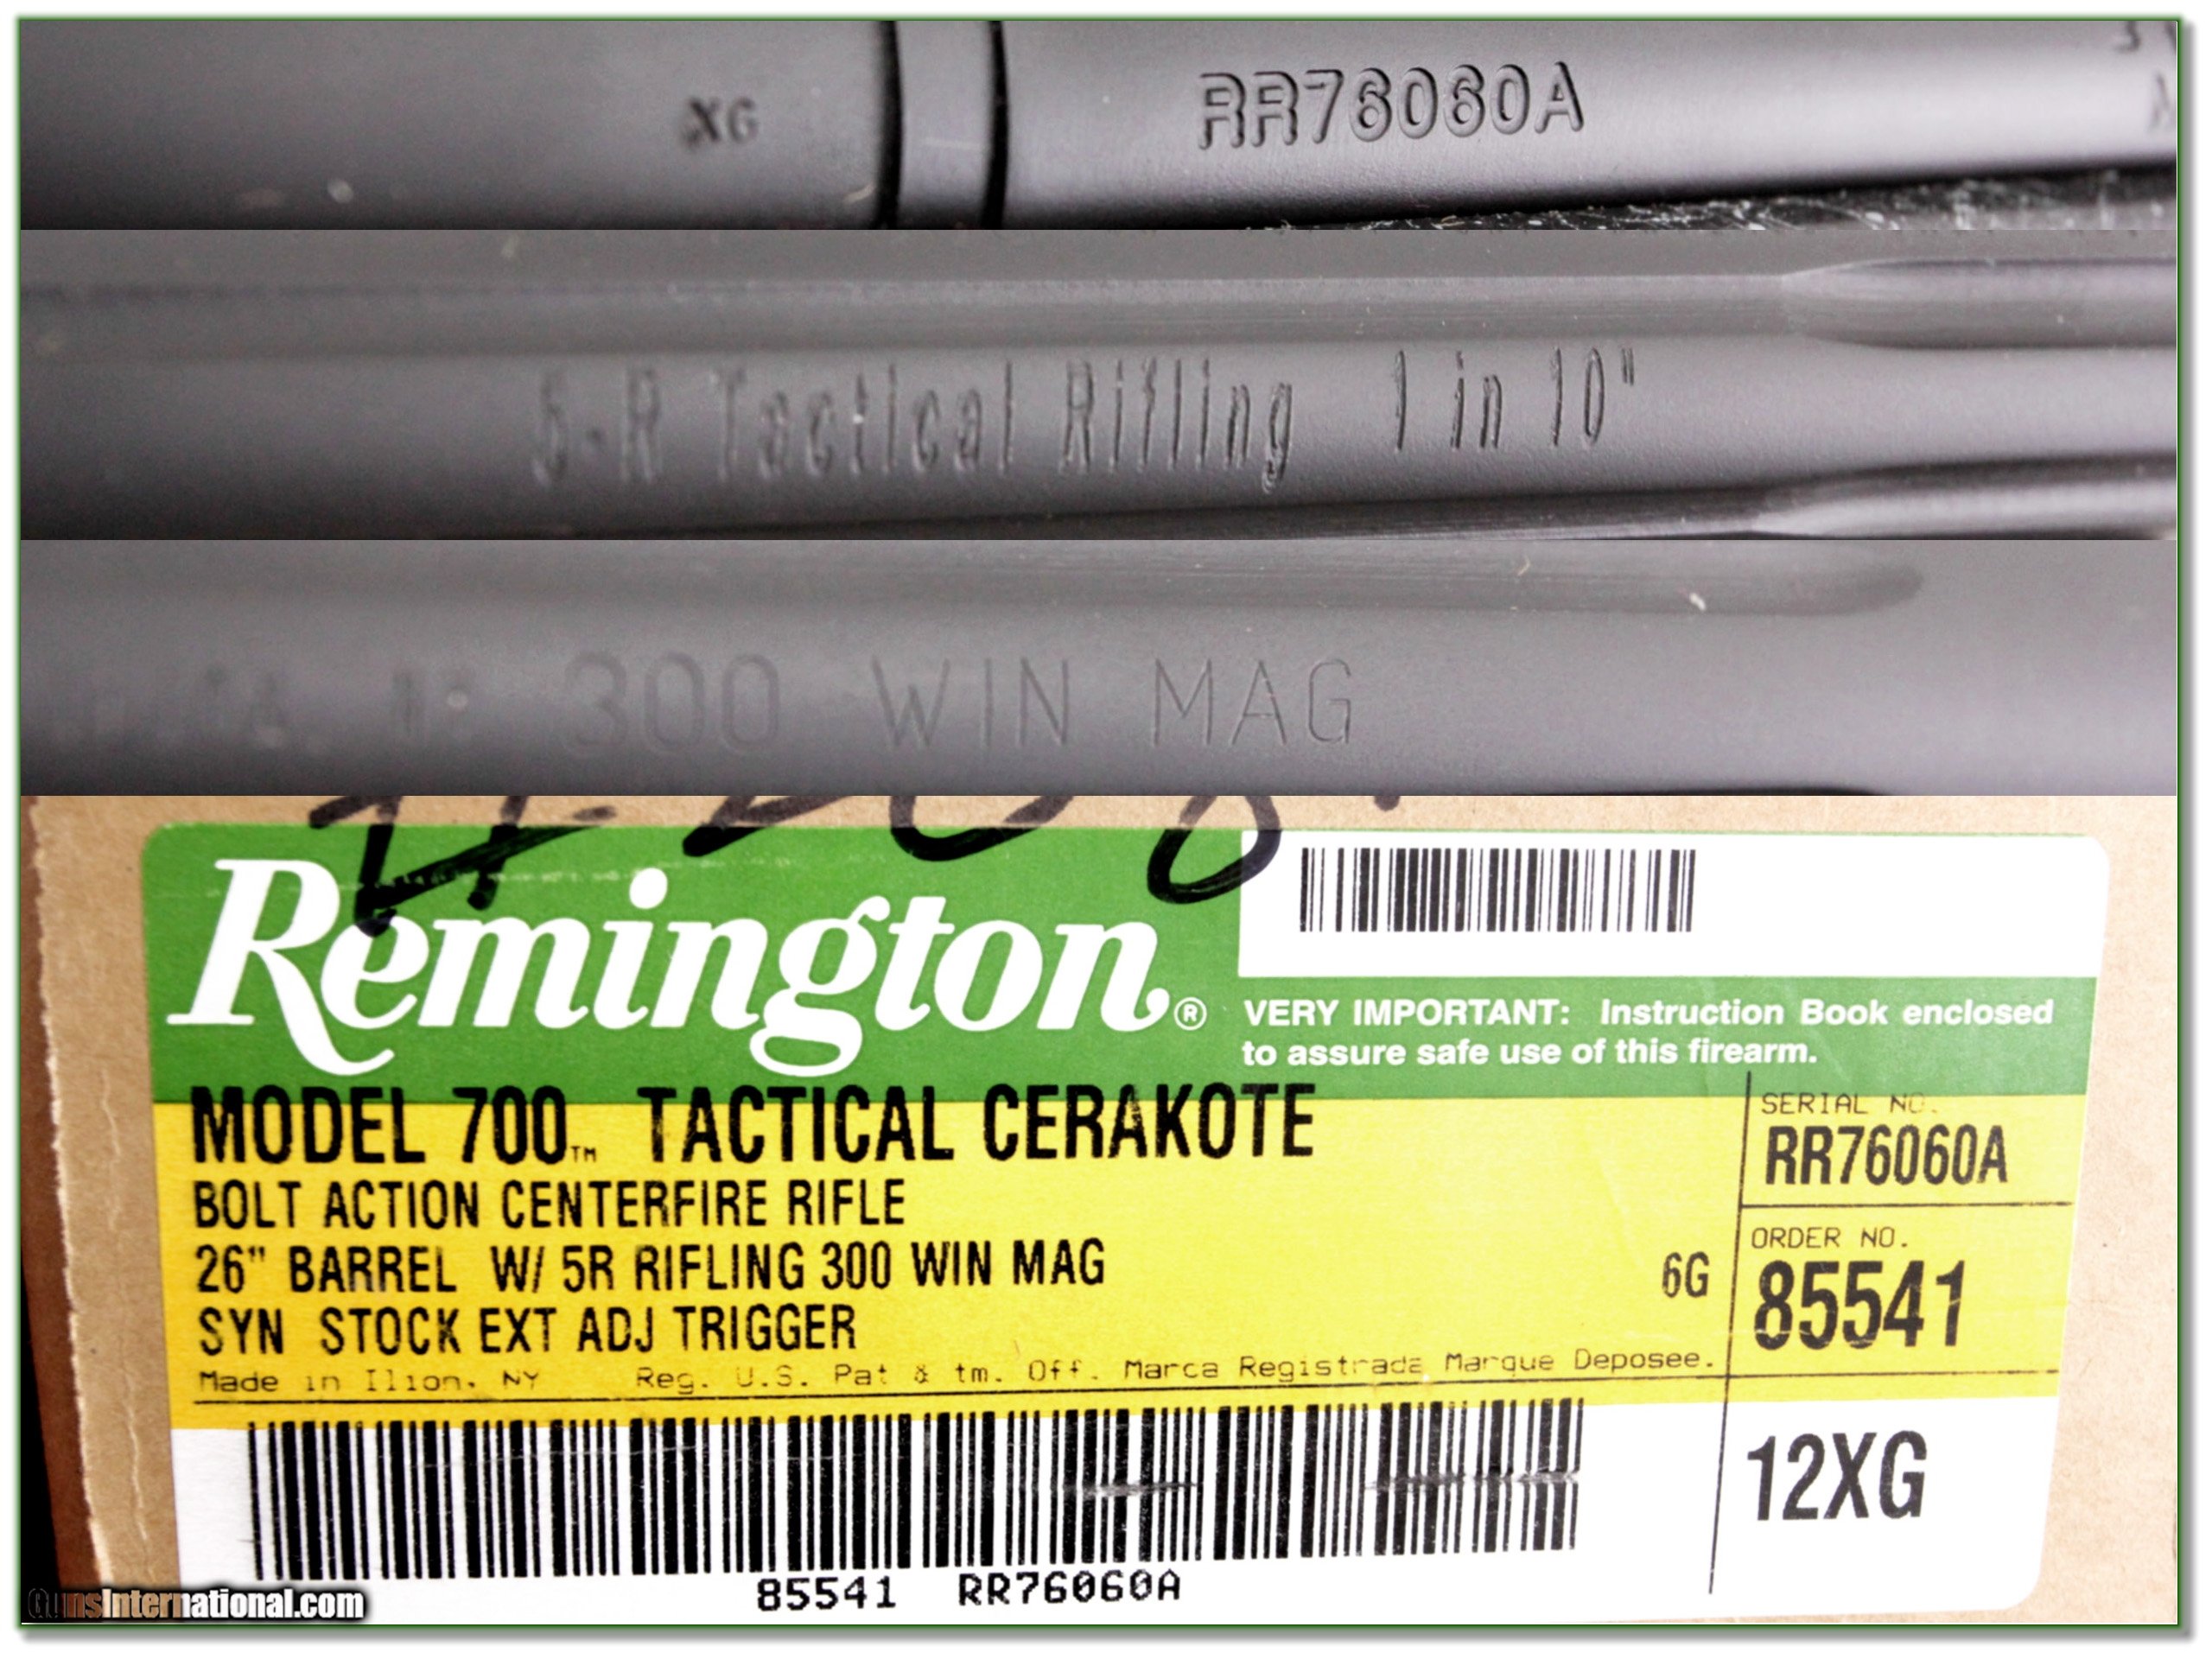 XG RR76060A
5-R Tactical Rifling 1 in 10"
300 WIN MAG
Remington®
VERY IMPORTANT: Instruction Book enclosed
to assure safe use of this firearm.
MODEL 700™ TACTICAL CERAKOTE
BOLT ACTION CENTERFIRE RIFLE
26" BARREL W/ 5R RIFLING 300 WIN MAG
SYN STOCK EXT ADJ TRIGGER
6G
Made in Ilion, NY Reg. U.S. Pat & tm. Off. Marca Registrada Marque Deposee.
SERIAL NO.
RR76060A
ORDER NO.
85541
12XG
85541 RR76060A
GunsInternational.com